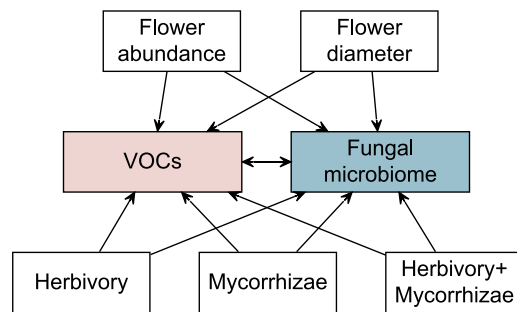 Flower
abundance
Flower
diameter
VOCs
Fungal
microbiome
Herbivory
Mycorrhizae
Herbivory+
Mycorrhizae